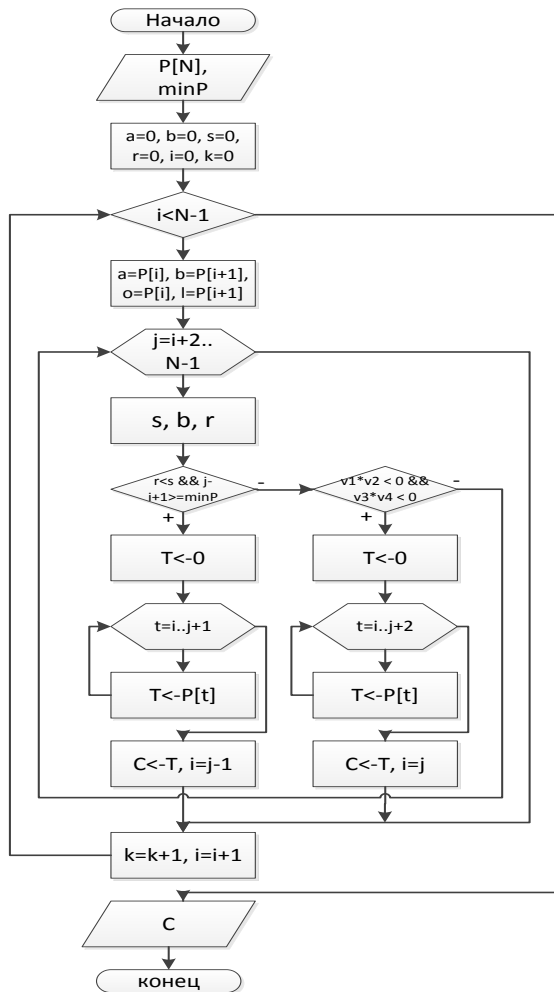 Начало
P[N],
minP
a=0, b=0, s=0,
r=0, i=0, k=0
i<N-1
a=P[i], b=P[i+1],
o=P[i], l=P[i+1]
j=i+2..
N-1
s, b, r
r<s && j-
i+1>=minP
-
v1*v2 < 0 &&
v3*v4 < 0
-
+
+
T<-0
T<-0
t=i..j+1
t=i..j+2
T<-P[t]
T<-P[t]
C<-T, i=j-1
C<-T, i=j
k=k+1, i=i+1
C
конец